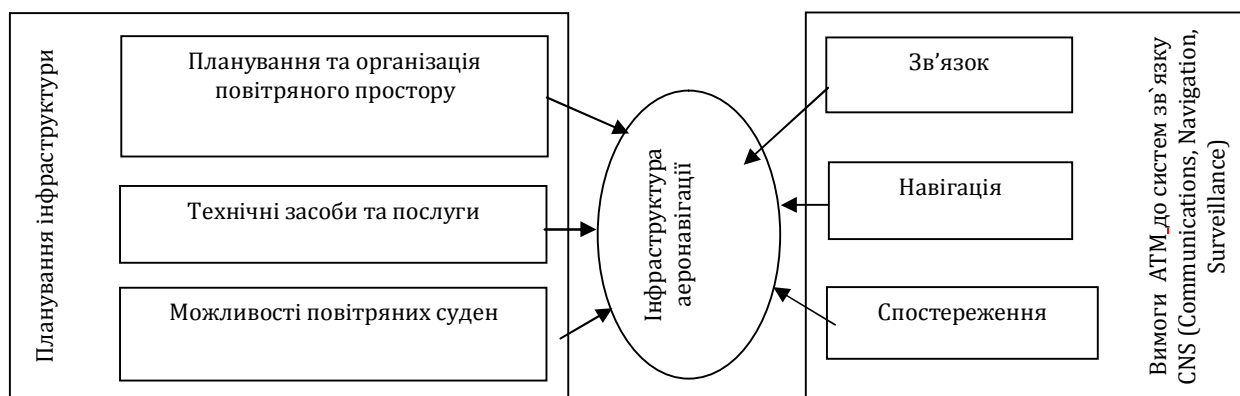 Планування інфраструктури
Планування та організація
повітряного простору
Технічні засоби та послуги
Можливості повітряних суден
Інфраструктура
аеронавігації
Зв’язок
Навігація
Спостереження
Вимоги АТМ до систем зв`язку
CNS (Communications, Navigation,
Surveillance)